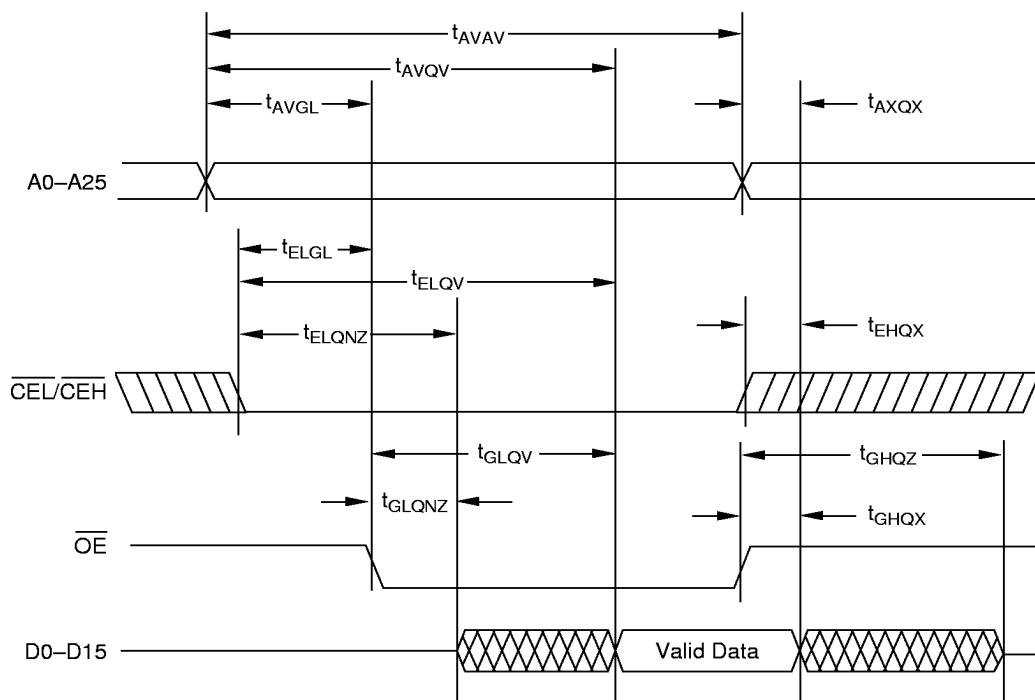 tAVAV
tAVQV
tAVGL
tAXQX
A0–A25
tELGL
tELQV
tELQNZ
tEHQX
CEL/CEH
tGLQV
tGHQZ
tGLQNZ
tGHQX
OE
D0–D15
Valid Data